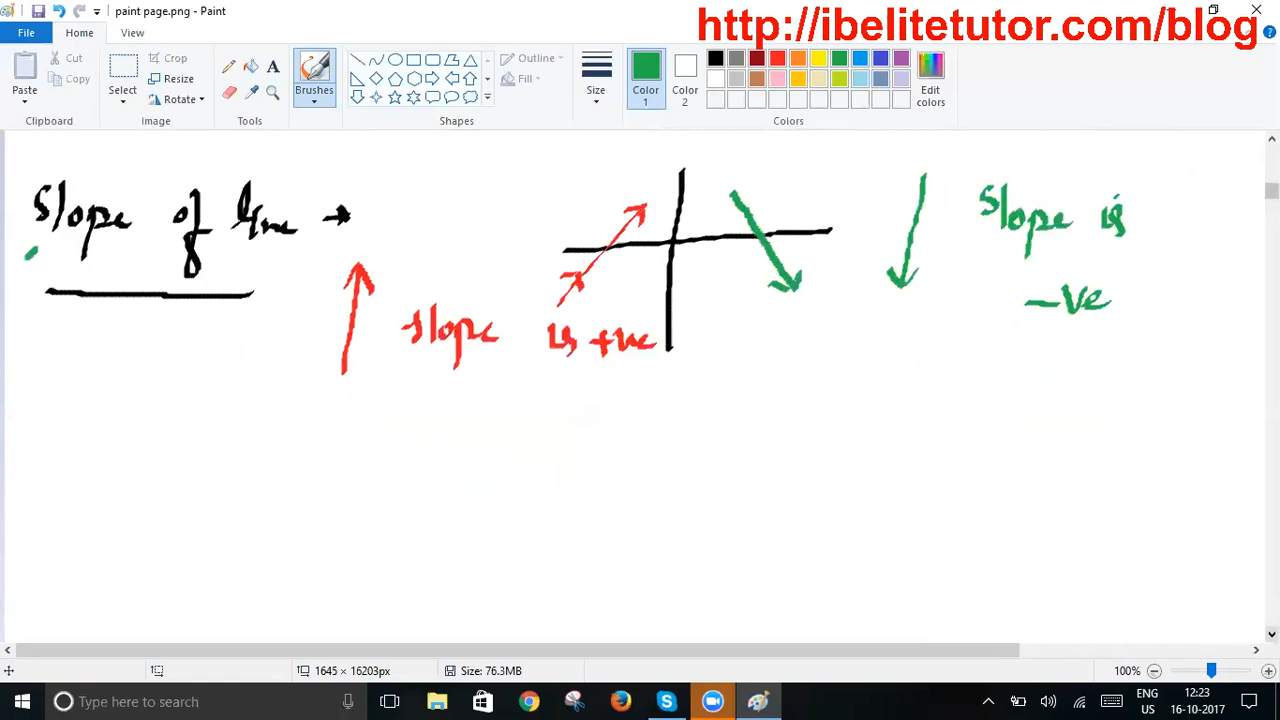 paint page.png - Paint
http://ibelitetutor.com/blog
File Home View
Paste
Cut
Copy
Clipboard
Select
Crop
Resize
Rotate
Image
A
Tools
Brushes
Shapes
Outline
Fill
Size
Color 1
Color 2
Edit colors
Colors
Slope of line →
Slope is
-ve
slope is +ve
1645 × 16203px
Size: 76.3MB
100%
Type here to search
ENG
US
12:23
16-10-2017